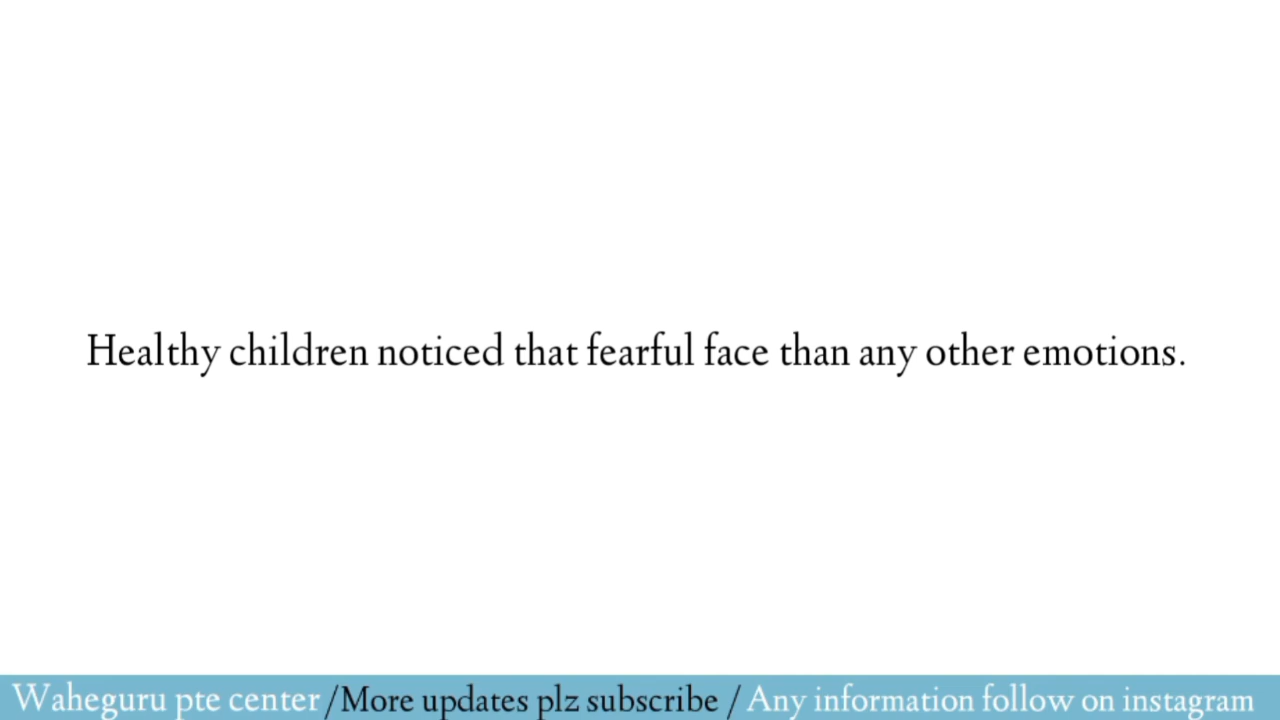 Healthy children noticed that fearful face than any other emotions.
Waheguru pte center /More updates plz subscribe / Any information follow on instagram